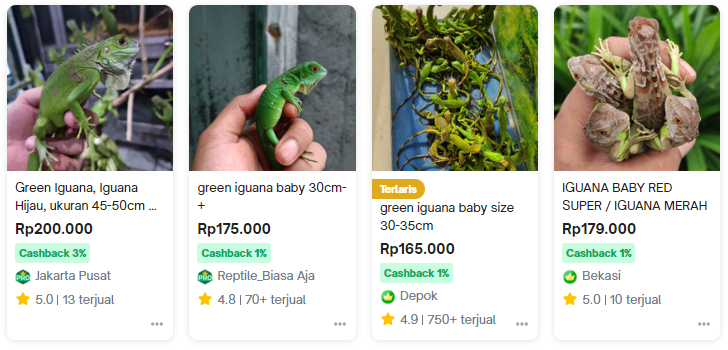 Green Iguana, Iguana
Hijau, ukuran 45-50cm ...
Rp200.000
Cashback 3%
PRO Jakarta Pusat
5.0 | 13 terjual
green iguana baby 30cm-
+
Rp175.000
Cashback 1%
PRO Reptile_Biasa Aja
4.8 | 70+ terjual
Terlaris
green iguana baby size
30-35cm
Rp165.000
Cashback 1%
Depok
4.9 | 750+ terjual
IGUANA BABY RED
SUPER / IGUANA MERAH
Rp179.000
Cashback 1%
Bekasi
5.0 | 10 terjual